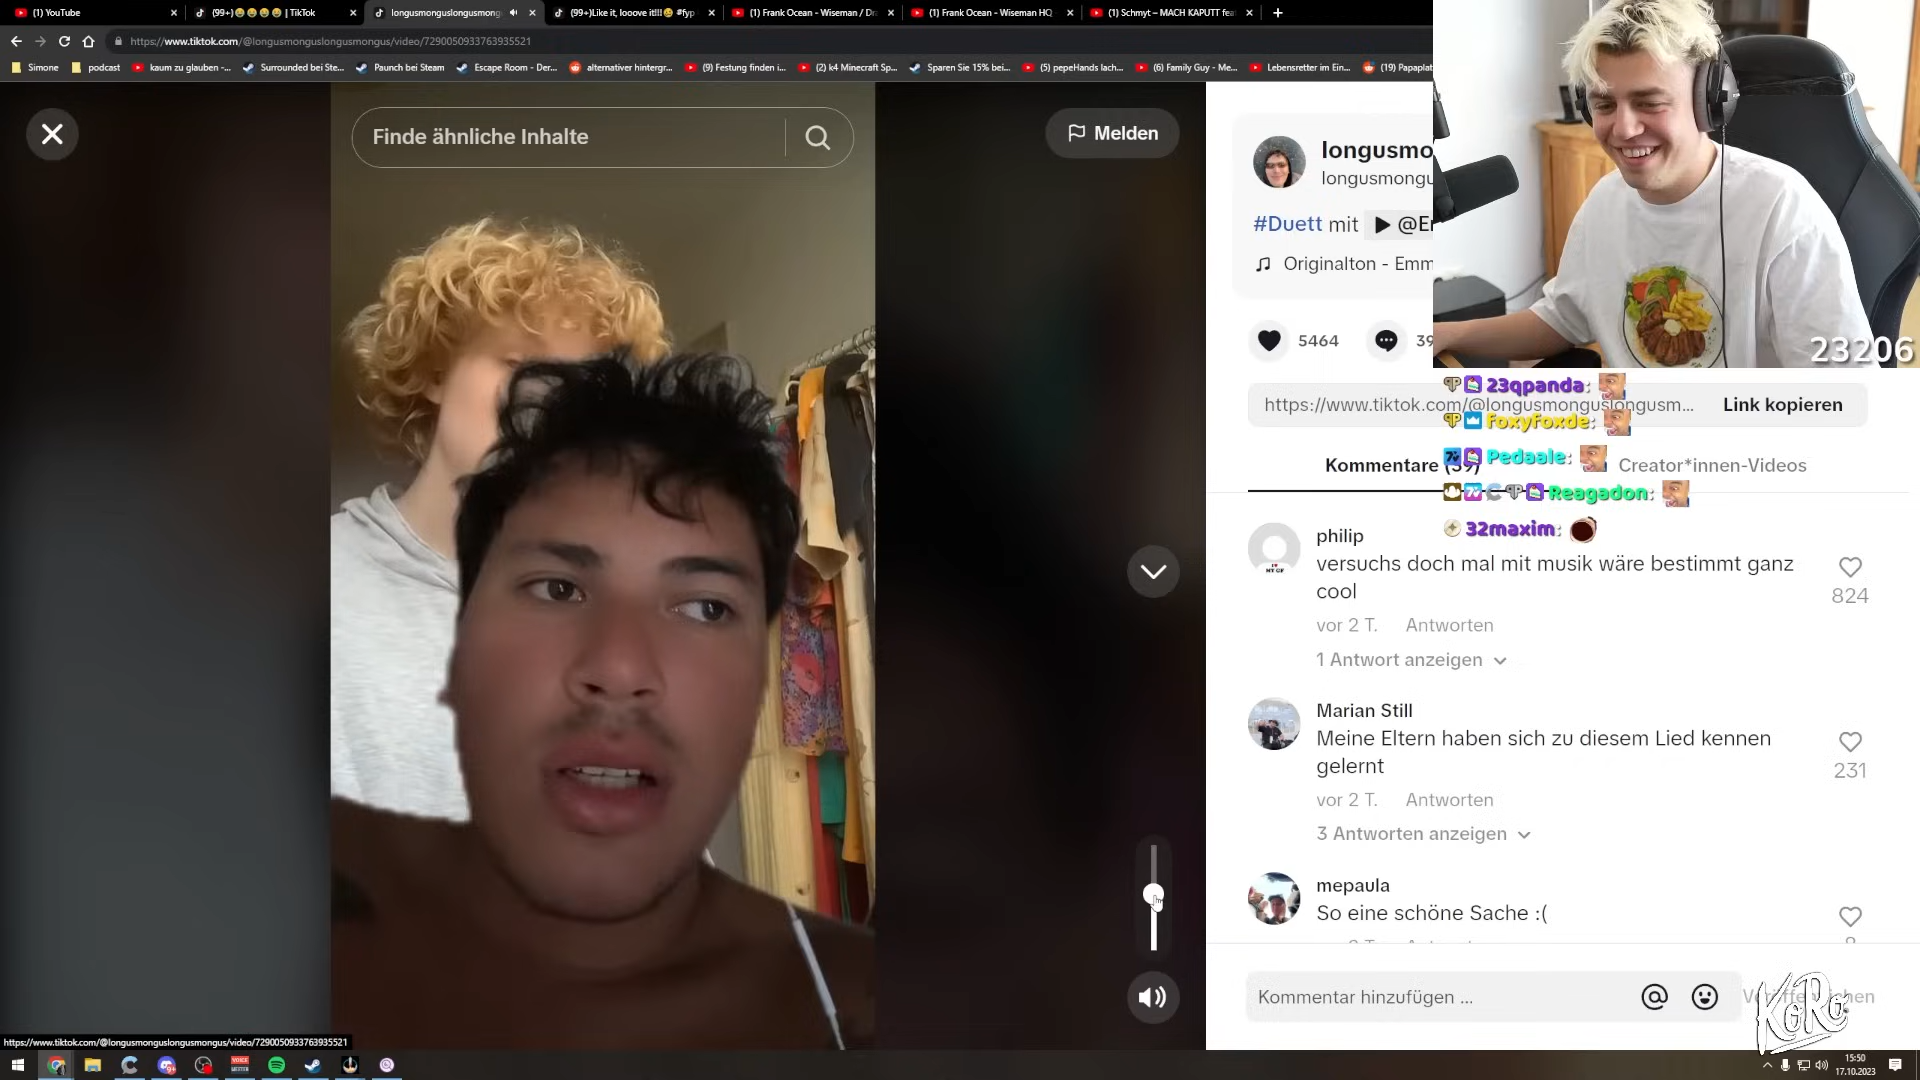 (1) YouTube
(99+)😂😂😂😂 | TikTok
longusmonguslongusmong
(99+)Like it, looove it!!!😆 #fyp
(1) Frank Ocean - Wiseman / Dr
(1) Frank Ocean - Wiseman HQ
(1) Schmyt – MACH KAPUTT fea
https://www.tiktok.com/@longusmonguslongusmongus/video/7290050933763935521
Simone
podcast
kaum zu glauben -...
Surrounded bei Ste...
Paunch bei Steam
Escape Room - Der...
alternativer hintergr...
(9) Festung finden i...
(2) k4 Minecraft Sp...
Sparen Sie 15% bei...
(5) pepeHands lach...
(6) Family Guy - Me...
Lebensretter im Ein...
(19) Papaplat
Finde ähnliche Inhalte
Melden
longusmo
longusmongu
#Duett mit
Originalton - Emm
5464
39
23206
23qpanda:
https://www.tiktok.com/@longusmonguslongusm...
Link kopieren
foxyfoxde:
Pedaale:
Kommentare (39)
Creator*innen-Videos
Reagadon:
32maxim:
I ♥
MY GF
philip
versuchs doch mal mit musik wäre bestimmt ganz
cool
824
vor 2 T.
Antworten
1 Antwort anzeigen
Marian Still
Meine Eltern haben sich zu diesem Lied kennen
gelernt
231
vor 2 T.
Antworten
3 Antworten anzeigen
mepaula
So eine schöne Sache :(
Kommentar hinzufügen ...
KoRo
https://www.tiktok.com/@longusmonguslongusmongus/video/7290050933763935521
15:50
17.10.2023